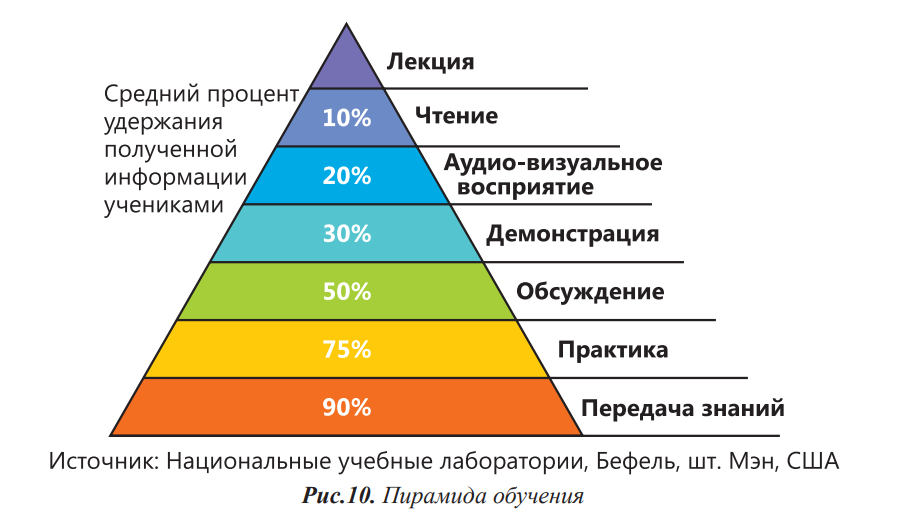 Лекция
Средний процент
удержания
полученной
информации
учениками
10%
Чтение
20%
Аудио-визуальное
восприятие
30%
Демонстрация
50%
Обсуждение
75%
Практика
90%
Передача знаний
Источник: Национальные учебные лаборатории, Бефель, шт. Мэн, США
Рис.10. Пирамида обучения